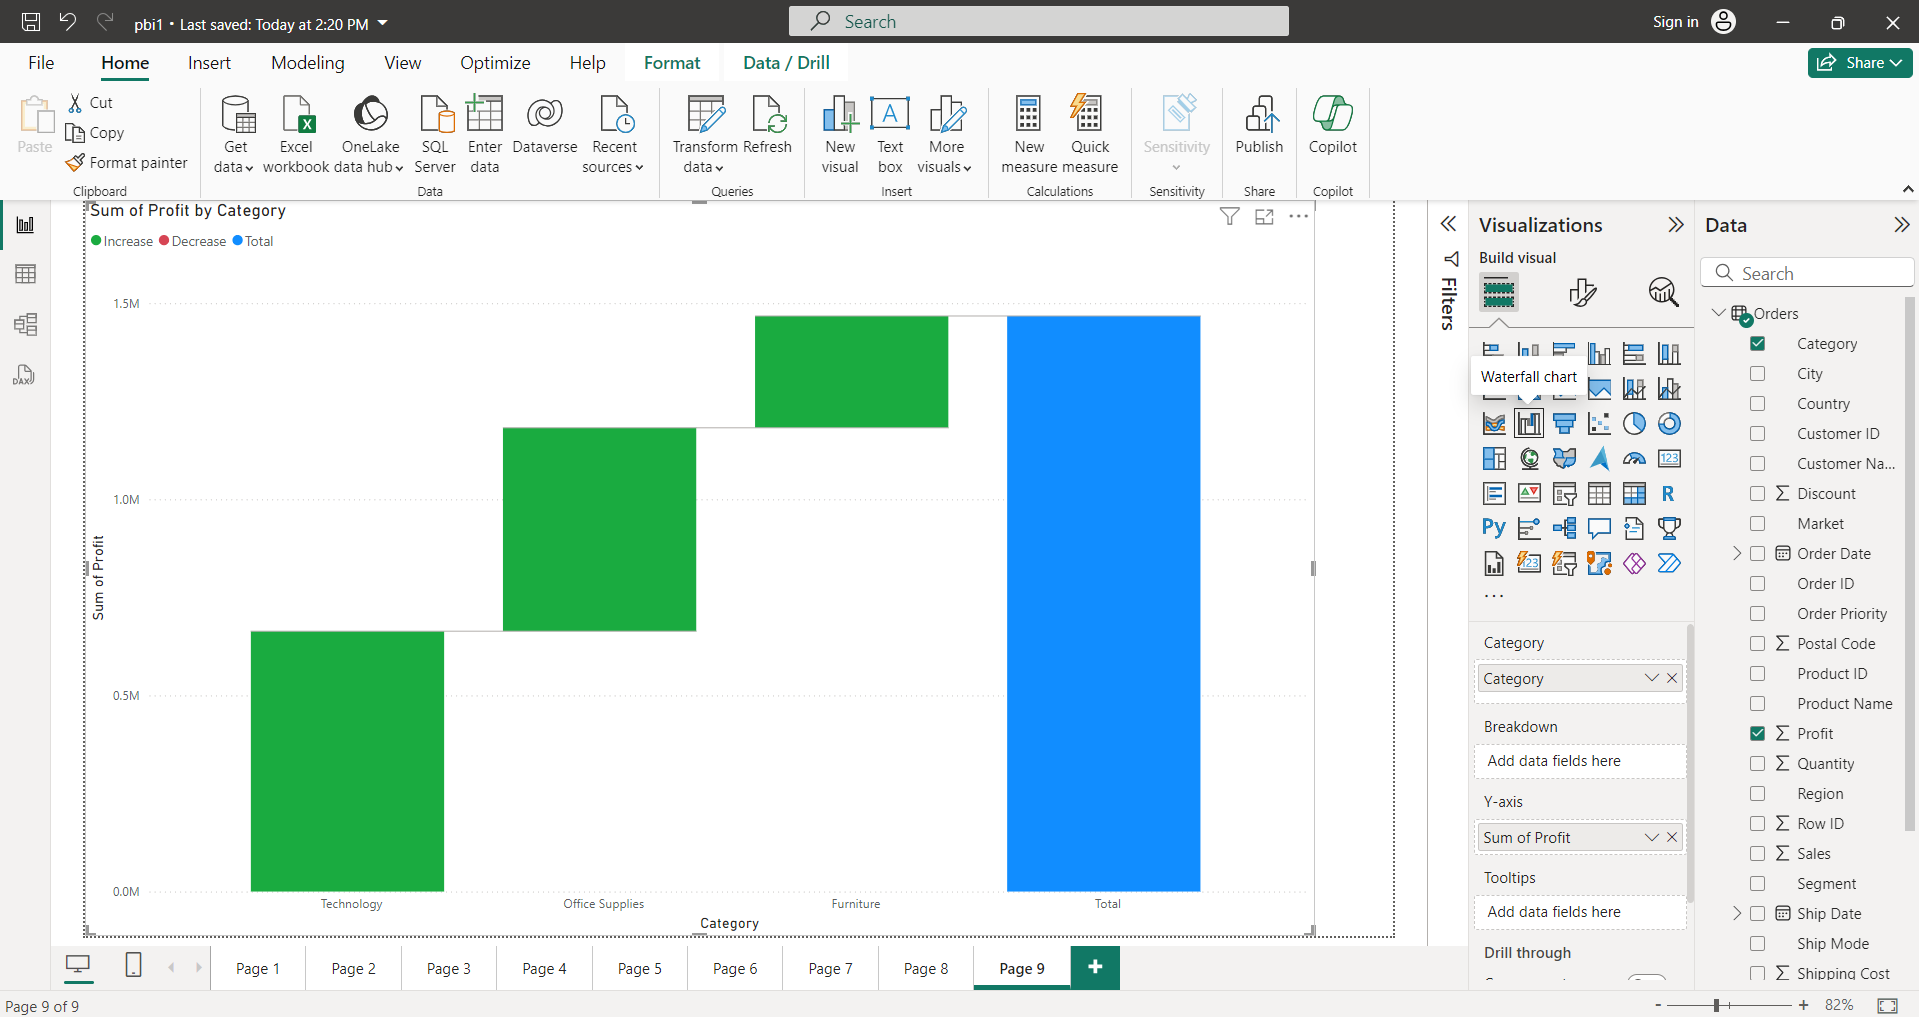 pbi1 • Last saved: Today at 2:20 PM
Search
Sign in
File Home Insert Modeling View Optimize Help Format Data / Drill
Share
Paste
Cut
Copy
Format painter
Clipboard
Get data
Excel workbook
OneLake data hub
SQL Server
Enter data
Dataverse
Recent sources
Data
Transform data
Refresh
Queries
New visual
Text box
More visuals
Insert
New measure
Quick measure
Calculations
Sensitivity
Sensitivity
Publish
Share
Copilot
Copilot
DAX
Sum of Profit by Category
Increase Decrease Total
1.5M
1.0M
0.5M
0.0M
Sum of Profit
Technology Office Supplies Furniture Total
Category
Filters
Visualizations
Build visual
Waterfall chart
123
R
Py
123
...
Category
Category
Breakdown
Add data fields here
Y-axis
Sum of Profit
Tooltips
Add data fields here
Drill through
Data
Search
Orders
Category
City
Country
Customer ID
Customer Na...
Discount
Market
Order Date
Order ID
Order Priority
Postal Code
Product ID
Product Name
Profit
Quantity
Region
Row ID
Sales
Segment
Ship Date
Ship Mode
Shipping Cost
Page 1 Page 2 Page 3 Page 4 Page 5 Page 6 Page 7 Page 8 Page 9 +
Page 9 of 9
- + 82%